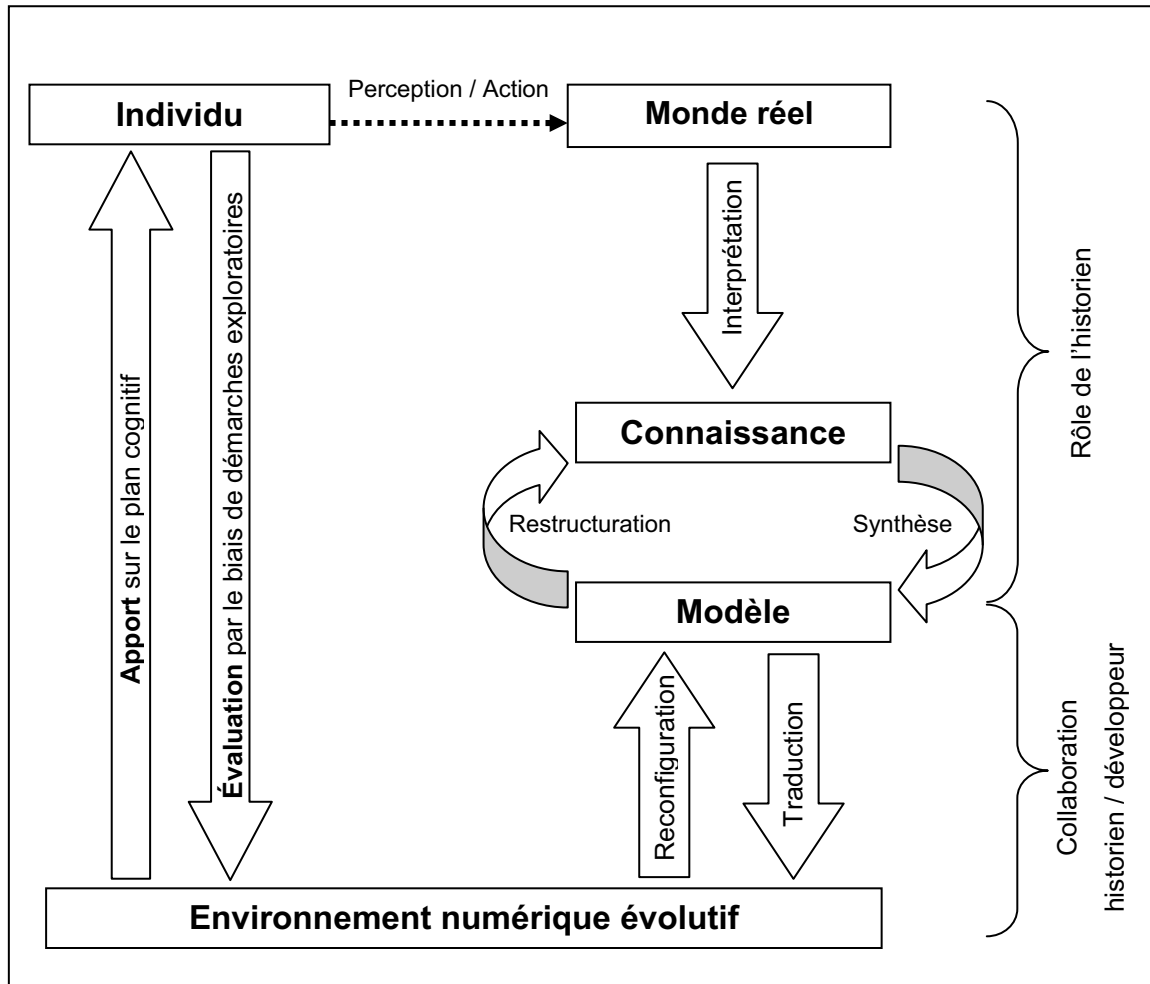 Perception / Action
Individu
Monde réel
Interprétation
Rôle de l'historien
Connaissance
Apport sur le plan cognitif
Évaluation par le biais de démarches exploratoires
Restructuration
Synthèse
Modèle
Reconfiguration
Traduction
Collaboration
historien / développeur
Environnement numérique évolutif